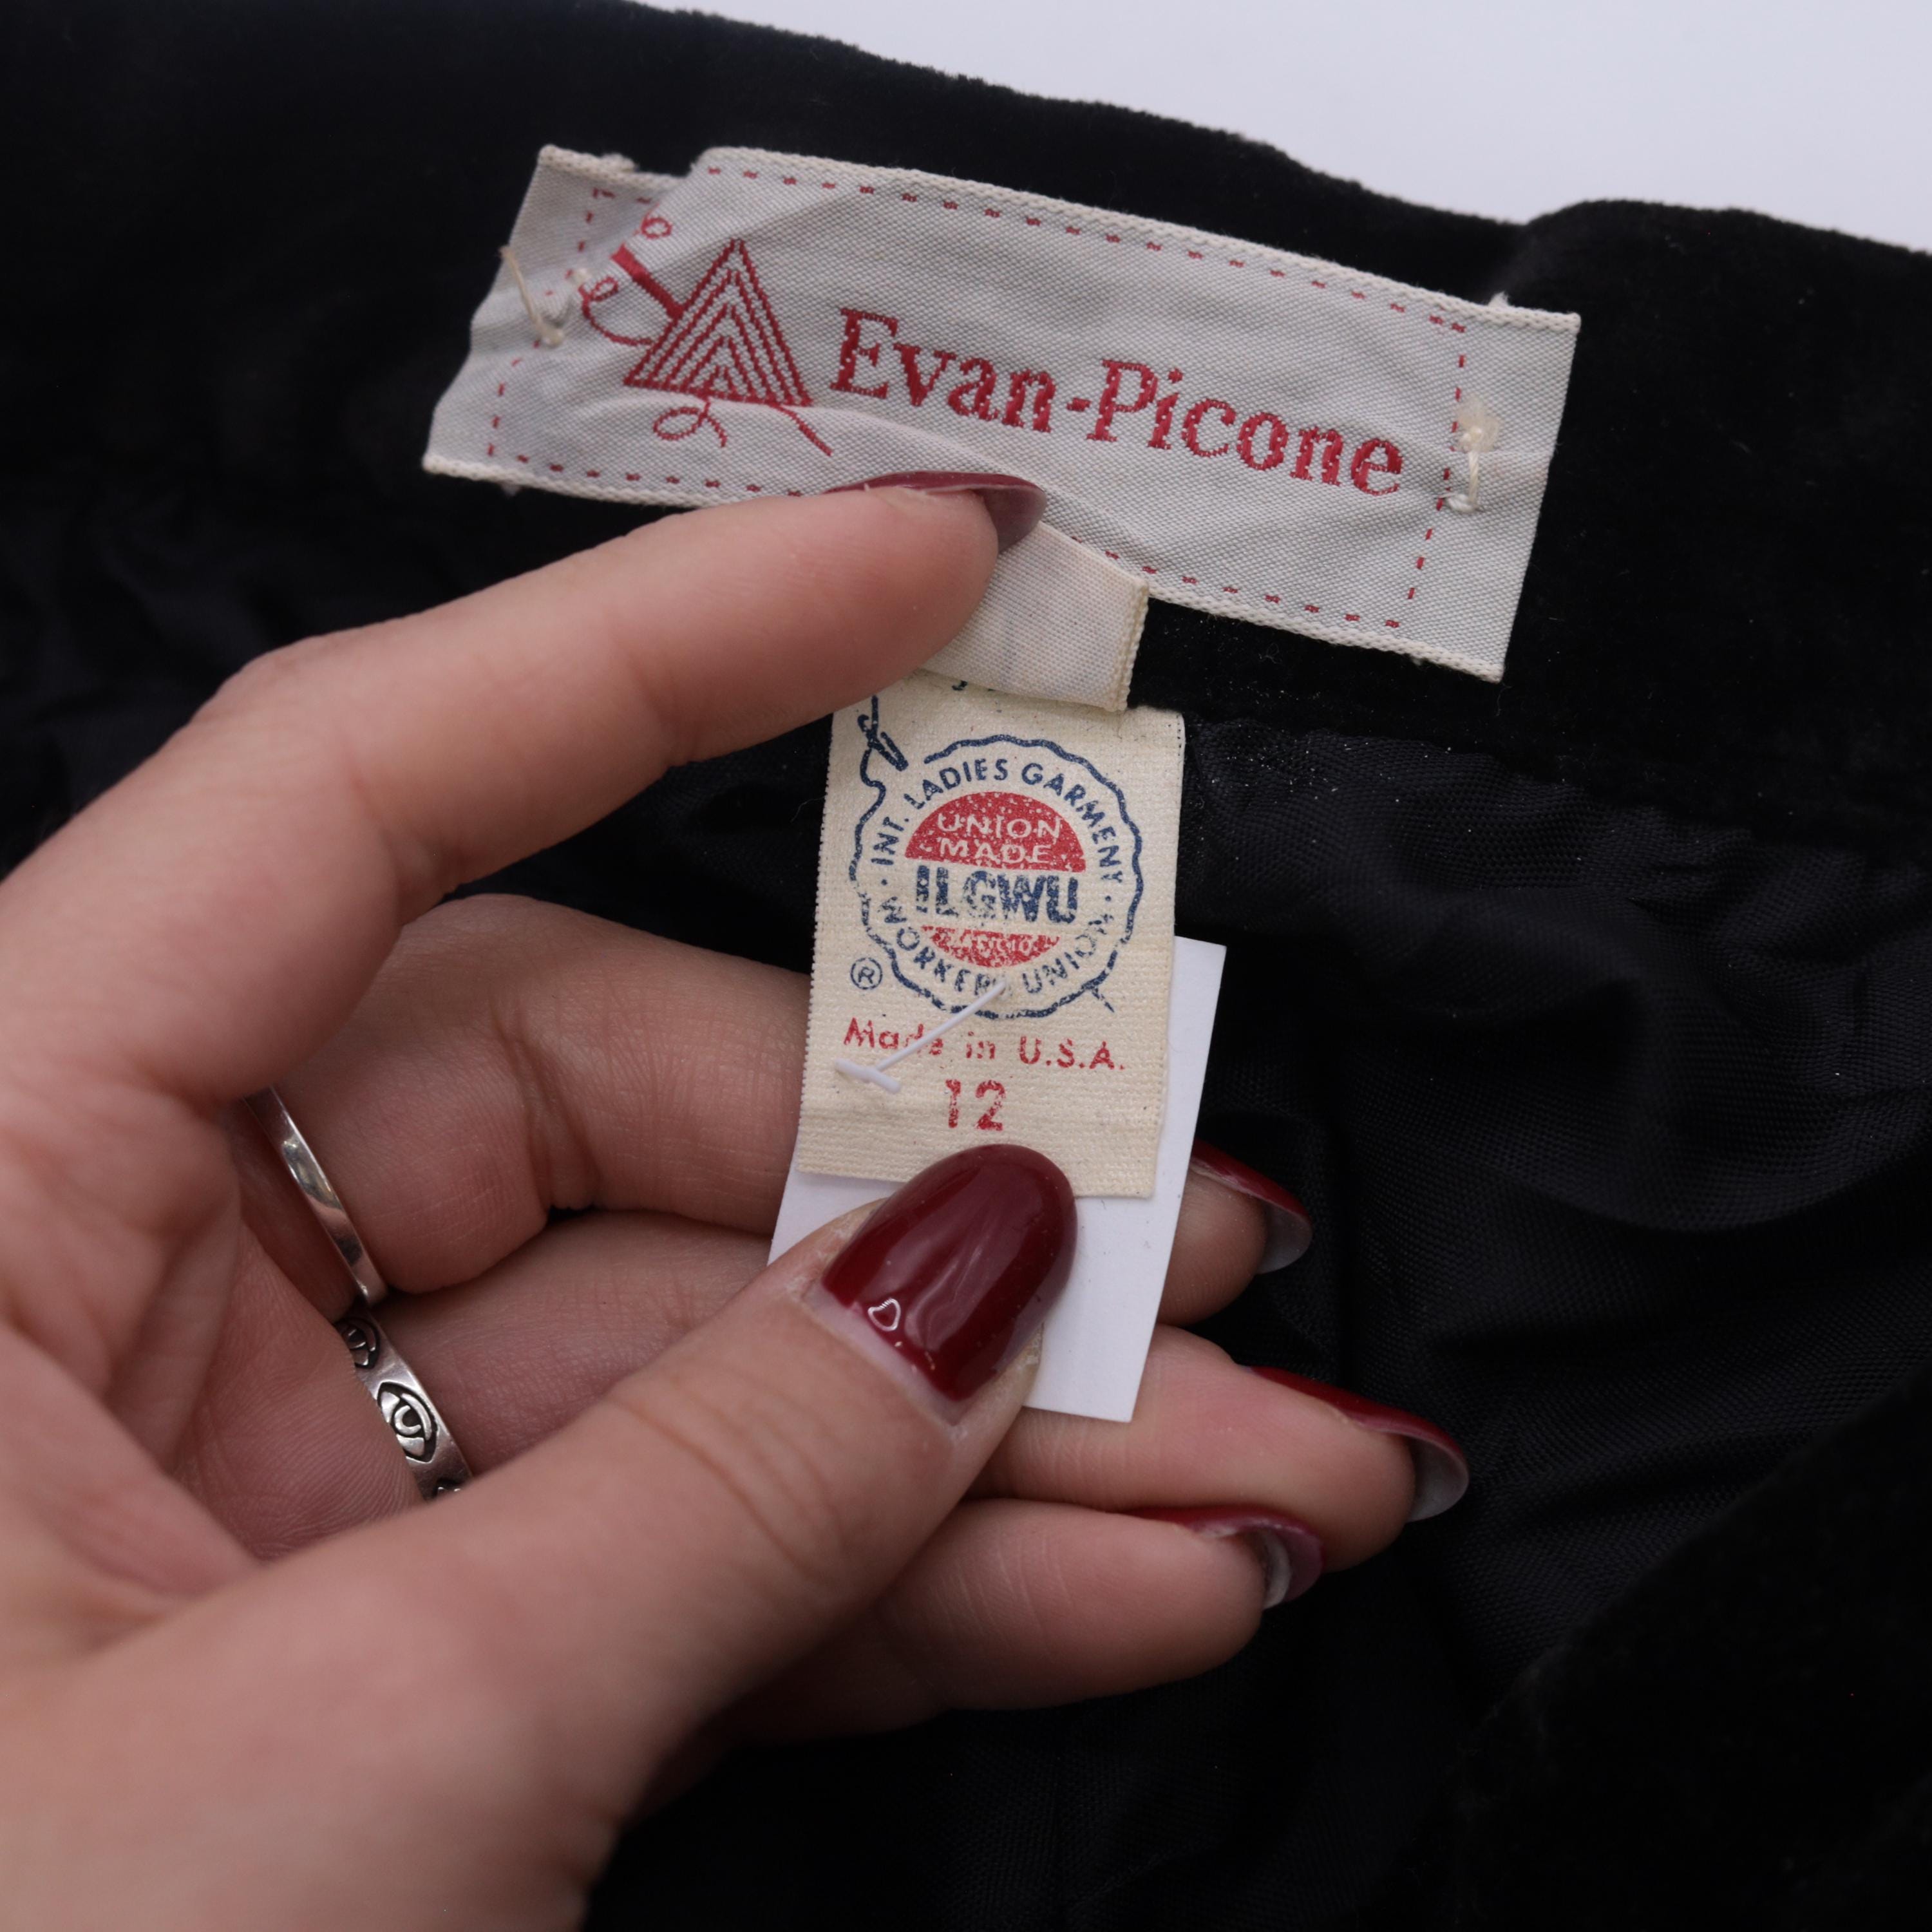 Evan-Picone
INT. LADIES GARMENT
UNION
MADE
ILGWU
WORKERS UNION
®
Made in U.S.A.
12